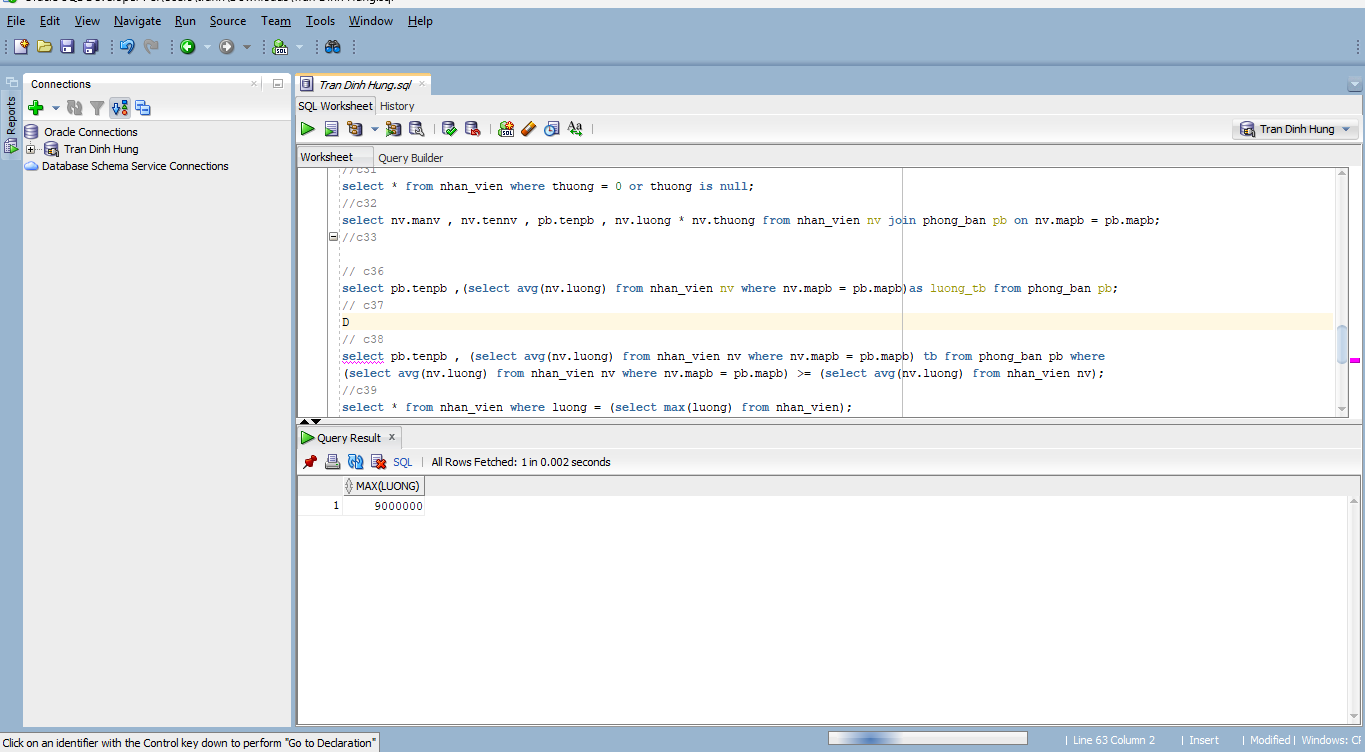 File Edit View Navigate Run Source Team Tools Window Help
Connections
Reports
Oracle Connections
Tran Dinh Hung
Database Schema Service Connections
Tran Dinh Hung.sql
SQL Worksheet History
Tran Dinh Hung
Worksheet Query Builder
//c31
select * from nhan_vien where thuong = 0 or thuong is null;
//c32
select nv.manv , nv.tennv , pb.tenpb , nv.luong * nv.thuong from nhan_vien nv join phong_ban pb on nv.mapb = pb.mapb;
//c33
// c36
select pb.tenpb ,(select avg(nv.luong) from nhan_vien nv where nv.mapb = pb.mapb)as luong_tb from phong_ban pb;
// c37
D
// c38
select pb.tenpb , (select avg(nv.luong) from nhan_vien nv where nv.mapb = pb.mapb) tb from phong_ban pb where
(select avg(nv.luong) from nhan_vien nv where nv.mapb = pb.mapb) >= (select avg(nv.luong) from nhan_vien nv);
//c39
select * from nhan_vien where luong = (select max(luong) from nhan_vien);
Query Result x
SQL | All Rows Fetched: 1 in 0.002 seconds
MAX(LUONG)
1 9000000
Click on an identifier with the Control key down to perform "Go to Declaration"
| Line 63 Column 2 | Insert | Modified | Windows: